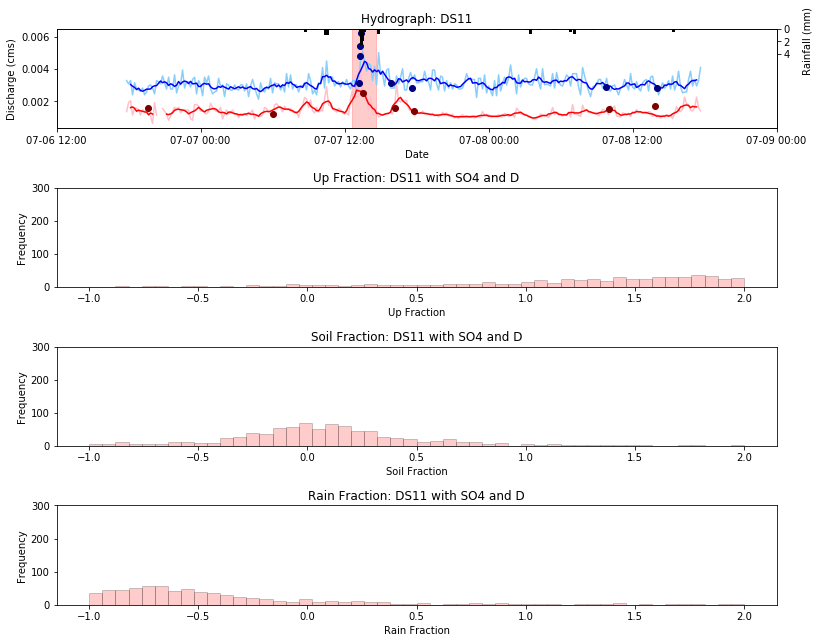 Hydrograph: DS11
0.006
0.004
0.002
Discharge (cms)
0
2
4
Rainfall (mm)
07-06 12:00 07-07 00:00 07-07 12:00 07-08 00:00 07-08 12:00 07-09 00:00
Date
Up Fraction: DS11 with SO4 and D
300
200
100
0
Frequency
−1.0 −0.5 0.0 0.5 1.0 1.5 2.0
Up Fraction
Soil Fraction: DS11 with SO4 and D
300
200
100
0
Frequency
−1.0 −0.5 0.0 0.5 1.0 1.5 2.0
Soil Fraction
Rain Fraction: DS11 with SO4 and D
300
200
100
0
Frequency
−1.0 −0.5 0.0 0.5 1.0 1.5 2.0
Rain Fraction